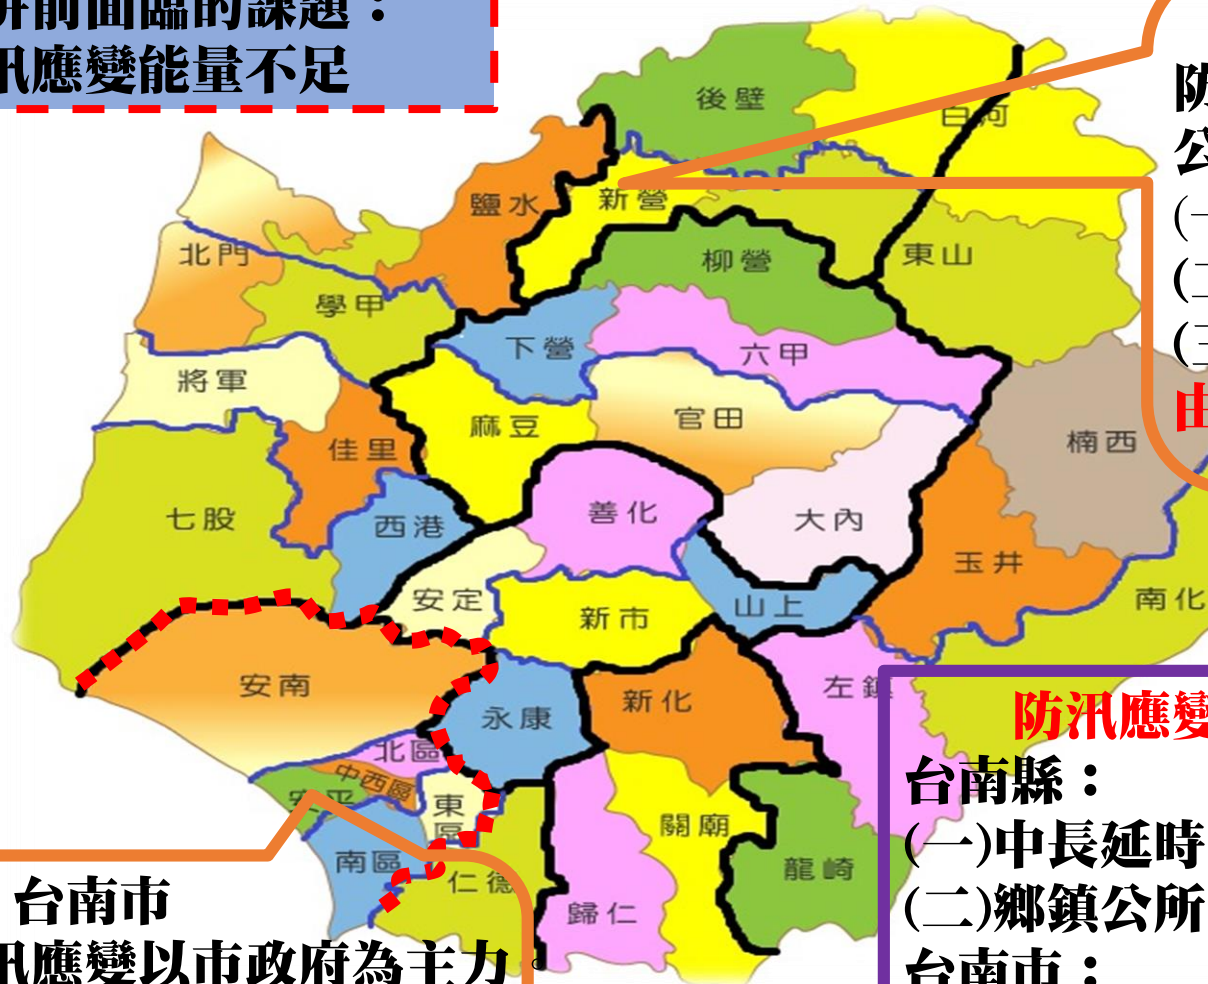 前面臨的課題：
汛應變能量不足
後壁
白河
防
公
鹽水
新營
(一
北門
柳營
東山
(二
學甲
下營
六甲
(三
將軍
麻豆
官田
由
佳里
楠西
七股
西港
善化
大內
玉井
安定
新市
山上
南化
安南
永康
新化
左鎮
防汛應變
北區
中西區
台南縣：
安平
東區
關廟
(一)中長延時
南區
仁德
龍崎
台南市
歸仁
(二)鄉鎮公所
汛應變以市政府為主力。
台南市：